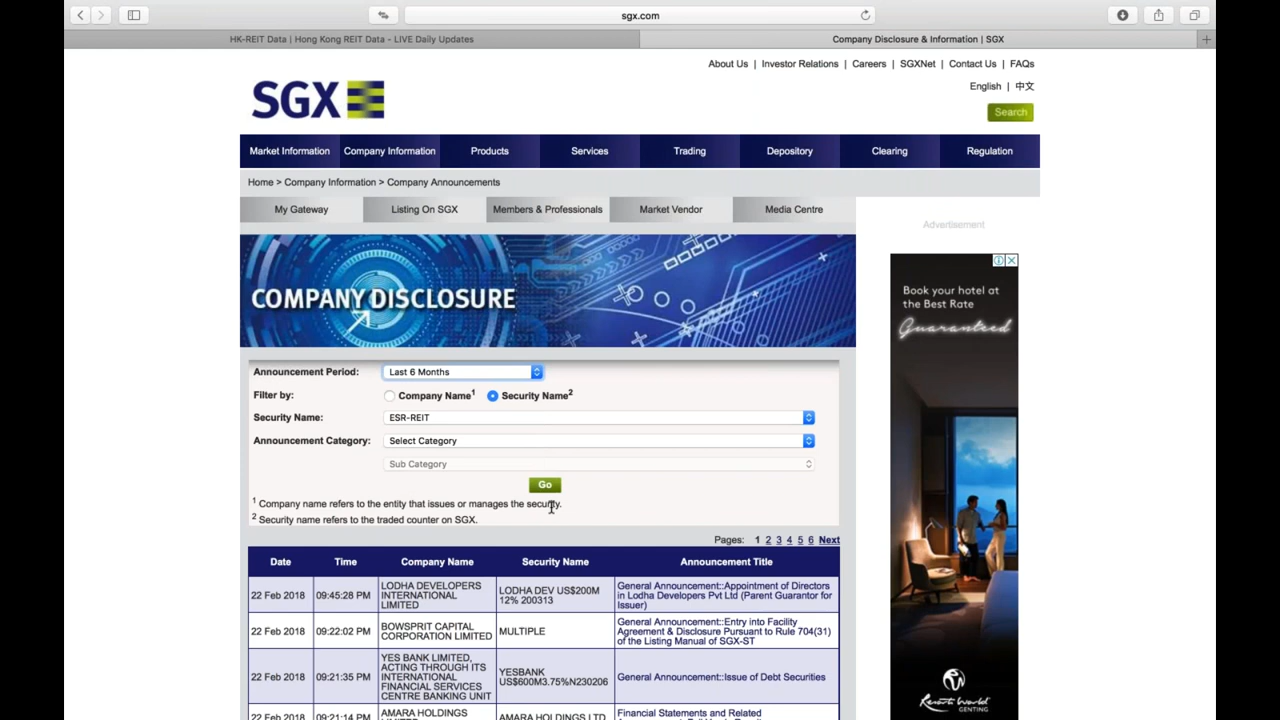 sgx.com
HK-REIT Data | Hong Kong REIT Data - LIVE Daily Updates
Company Disclosure & Information | SGX
About Us | Investor Relations | Careers | SGXNet | Contact Us | FAQs
English | 中文
SGX
Search
Market Information Company Information Products Services Trading Depository Clearing Regulation
Home > Company Information > Company Announcements
My Gateway Listing On SGX Members & Professionals Market Vendor Media Centre
Advertisement
COMPANY DISCLOSURE
Book your hotel at
the Best Rate
Guaranteed
Announcement Period: Last 6 Months
Filter by: Company Name1 Security Name2
Security Name: ESR-REIT
Announcement Category: Select Category
Sub Category
Go
1 Company name refers to the entity that issues or manages the security.
2 Security name refers to the traded counter on SGX.
Pages: 1 2 3 4 5 6 Next
Date Time Company Name Security Name Announcement Title
22 Feb 2018 09:45:28 PM LODHA DEVELOPERS INTERNATIONAL LIMITED LODHA DEV US$200M 12% 200313 General Announcement::Appointment of Directors in Lodha Developers Pvt Ltd (Parent Guarantor for Issuer)
22 Feb 2018 09:22:02 PM BOWSPRIT CAPITAL CORPORATION LIMITED MULTIPLE General Announcement::Entry into Facility Agreement & Disclosure Pursuant to Rule 704(31) of the Listing Manual of SGX-ST
22 Feb 2018 09:21:35 PM YES BANK LIMITED, ACTING THROUGH ITS INTERNATIONAL FINANCIAL SERVICES CENTRE BANKING UNIT YESBANK US$600M3.75%N230206 General Announcement::Issue of Debt Securities
22 Feb 2018 09:21:14 PM AMARA HOLDINGS AMARA HOLDINGS LTD Financial Statements and Related
Resorts World
GENTING